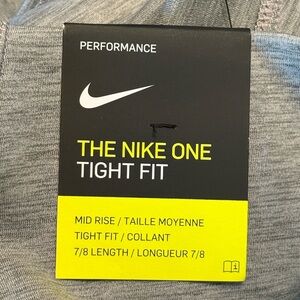 PERFORMANCE
THE NIKE ONE
TIGHT FIT
MID RISE / TAILLE MOYENNE
TIGHT FIT / COLLANT
7/8 LENGTH / LONGUEUR 7/8